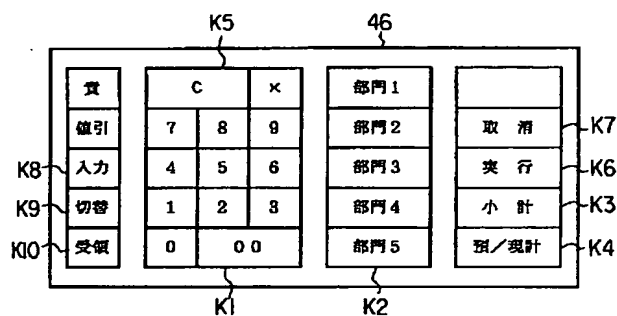 K5 46
責 C × 部門1
値引 7 8 9 部門2 取消 K7
K8 入力 4 5 6 部門3 実行 K6
K9 切替 1 2 3 部門4 小計 K3
K10 受領 0 00 部門5 預/現計 K4
K1 K2